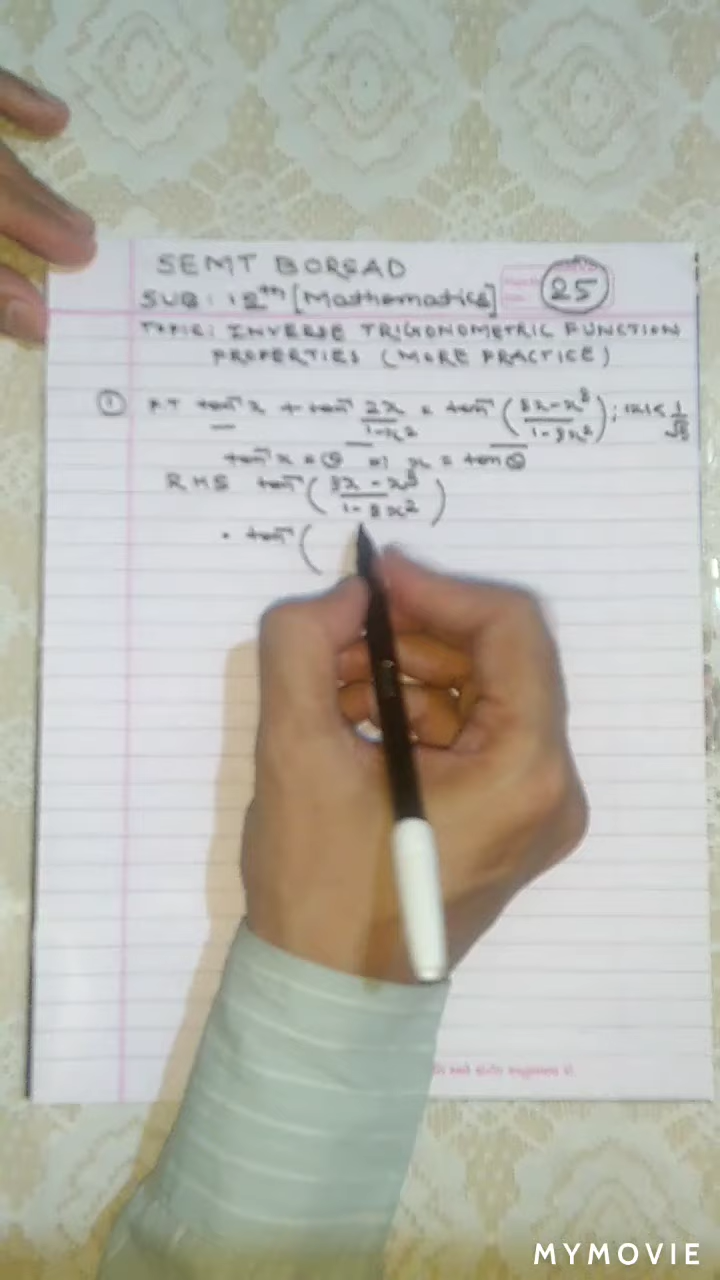 SEMT BORSAD
SUB : 12th [Mathematics] 25
TOPIC: INVERSE TRIGONOMETRIC FUNCTION
PROPERTIES (MORE PRACTICE)
① P.T tan⁻¹x + tan⁻¹ 2x/1-x² = tan⁻¹ (3x-x³/1-3x²) ; |x| < 1/√3
tan⁻¹x = θ ⇒ x = tanθ
RHS tan⁻¹ (3x - x³/1-3x²)
= tan⁻¹ (
MYMOVIE